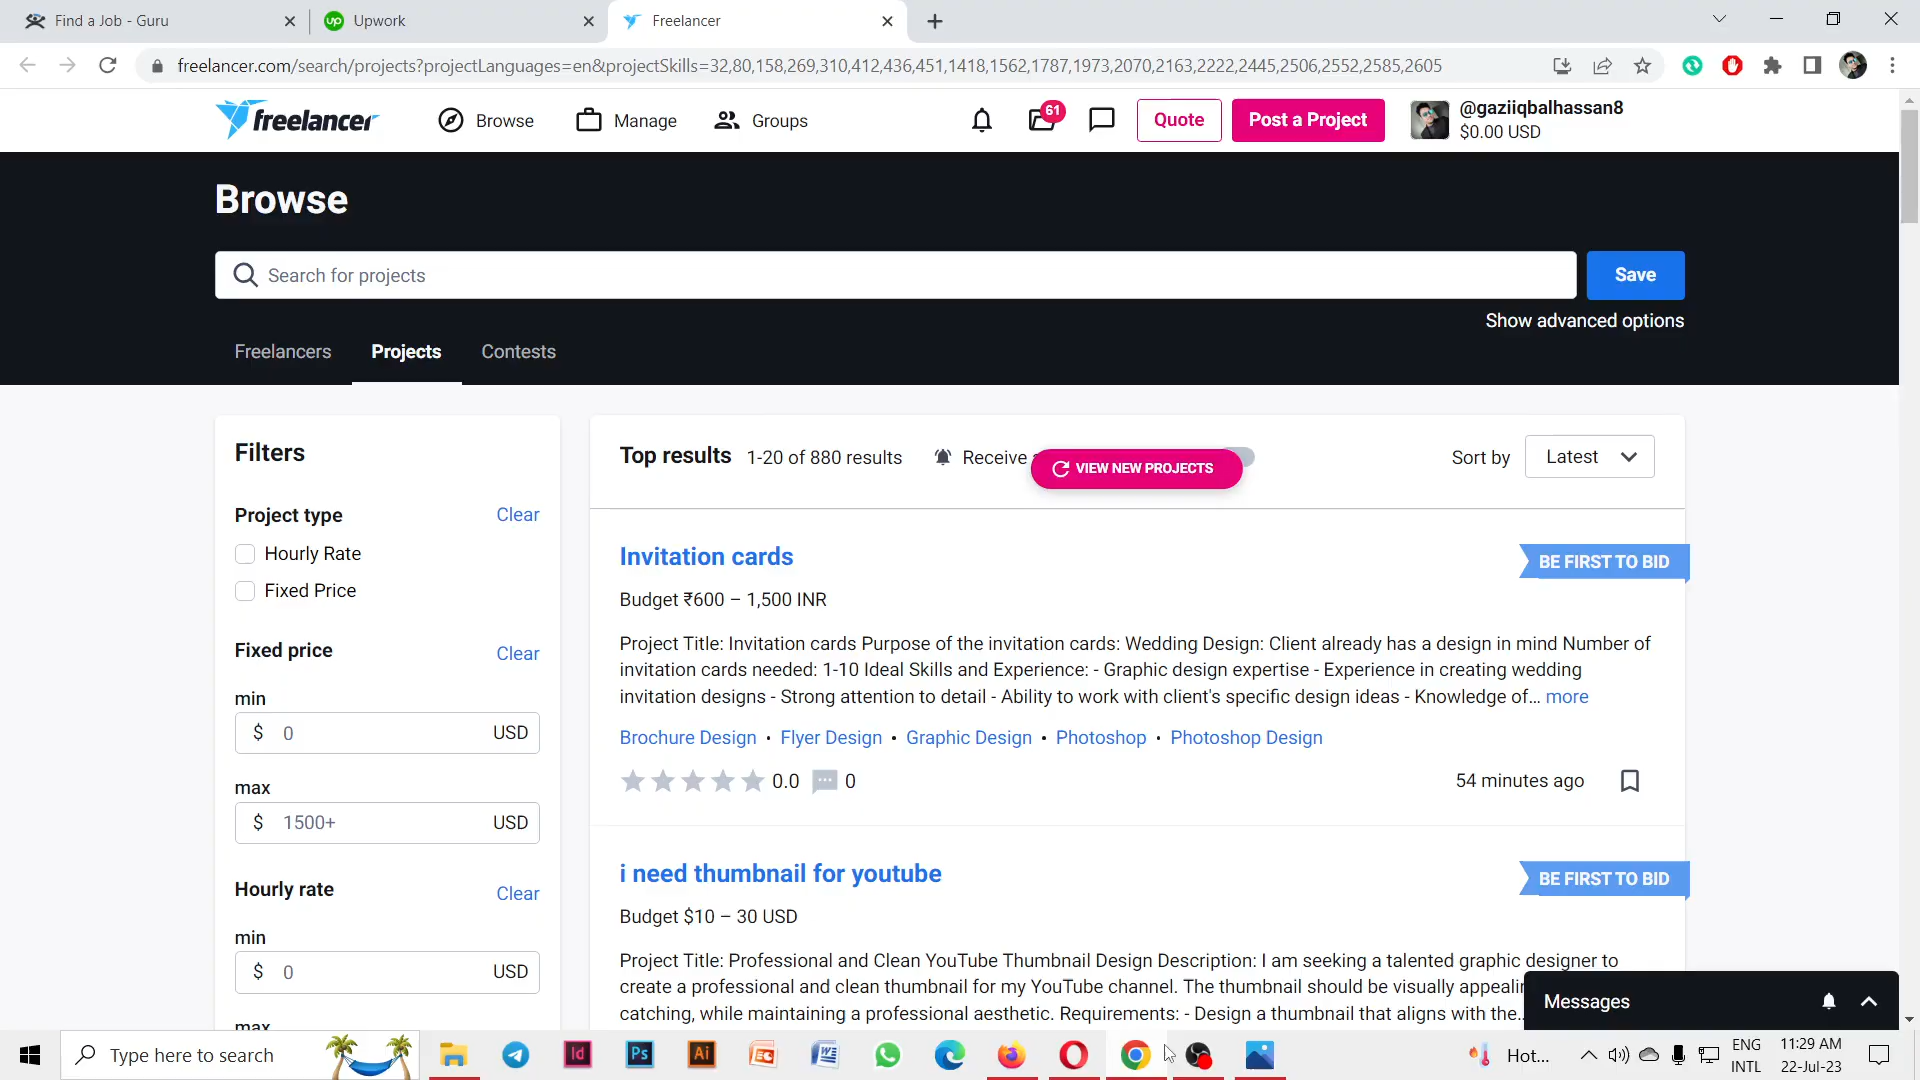 Find a Job - Guru
Upwork
Freelancer
freelancer.com/search/projects?projectLanguages=en&projectSkills=32,80,158,269,310,412,436,451,1418,1562,1787,1973,2070,2163,2222,2445,2506,2552,2585,2605
freelancer
Browse
Manage
Groups
61
Quote
Post a Project
@gaziiqbalhassan8
$0.00 USD
Browse
Search for projects
Save
Show advanced options
Freelancers
Projects
Contests
Filters
Project type
Clear
Hourly Rate
Fixed Price
Fixed price
Clear
min
$ 0 USD
max
$ 1500+ USD
Hourly rate
Clear
min
$ 0 USD
max
Top results 1-20 of 880 results
Receive
VIEW NEW PROJECTS
Sort by
Latest
Invitation cards
BE FIRST TO BID
Budget ₹600 – 1,500 INR
Project Title: Invitation cards Purpose of the invitation cards: Wedding Design: Client already has a design in mind Number of
invitation cards needed: 1-10 Ideal Skills and Experience: - Graphic design expertise - Experience in creating wedding
invitation designs - Strong attention to detail - Ability to work with client's specific design ideas - Knowledge of... more
Brochure Design • Flyer Design • Graphic Design • Photoshop • Photoshop Design
0.0 0
54 minutes ago
i need thumbnail for youtube
BE FIRST TO BID
Budget $10 – 30 USD
Project Title: Professional and Clean YouTube Thumbnail Design Description: I am seeking a talented graphic designer to
create a professional and clean thumbnail for my YouTube channel. The thumbnail should be visually
catching, while maintaining a professional aesthetic. Requirements: - Design a thumbnail that aligns with the...
Messages
Type here to search
Id
Ps
Ai
Hot...
ENG
INTL
11:29 AM
22-Jul-23